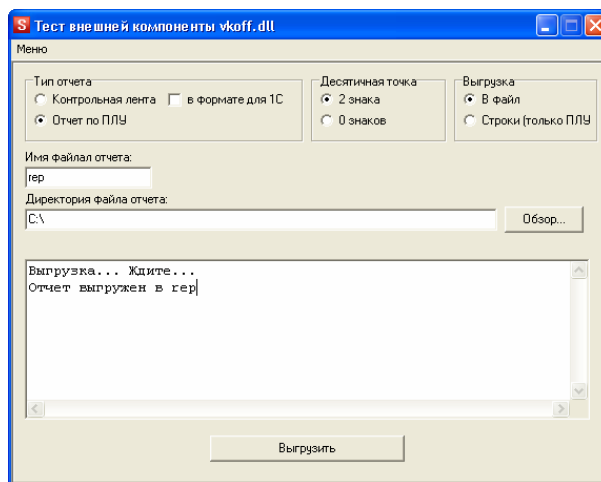 S Тест внешней компоненты vkoff.dll
Меню
Тип отчета
Контрольная лента в формате для 1С
Отчет по ПЛУ
Десятичная точка
2 знака
0 знаков
Выгрузка
В файл
Строки (только ПЛУ
Имя файлал отчета:
rep
Директория файла отчета:
C:\
Обзор...
Выгрузка... Ждите...
Отчет выгружен в rep
Выгрузить